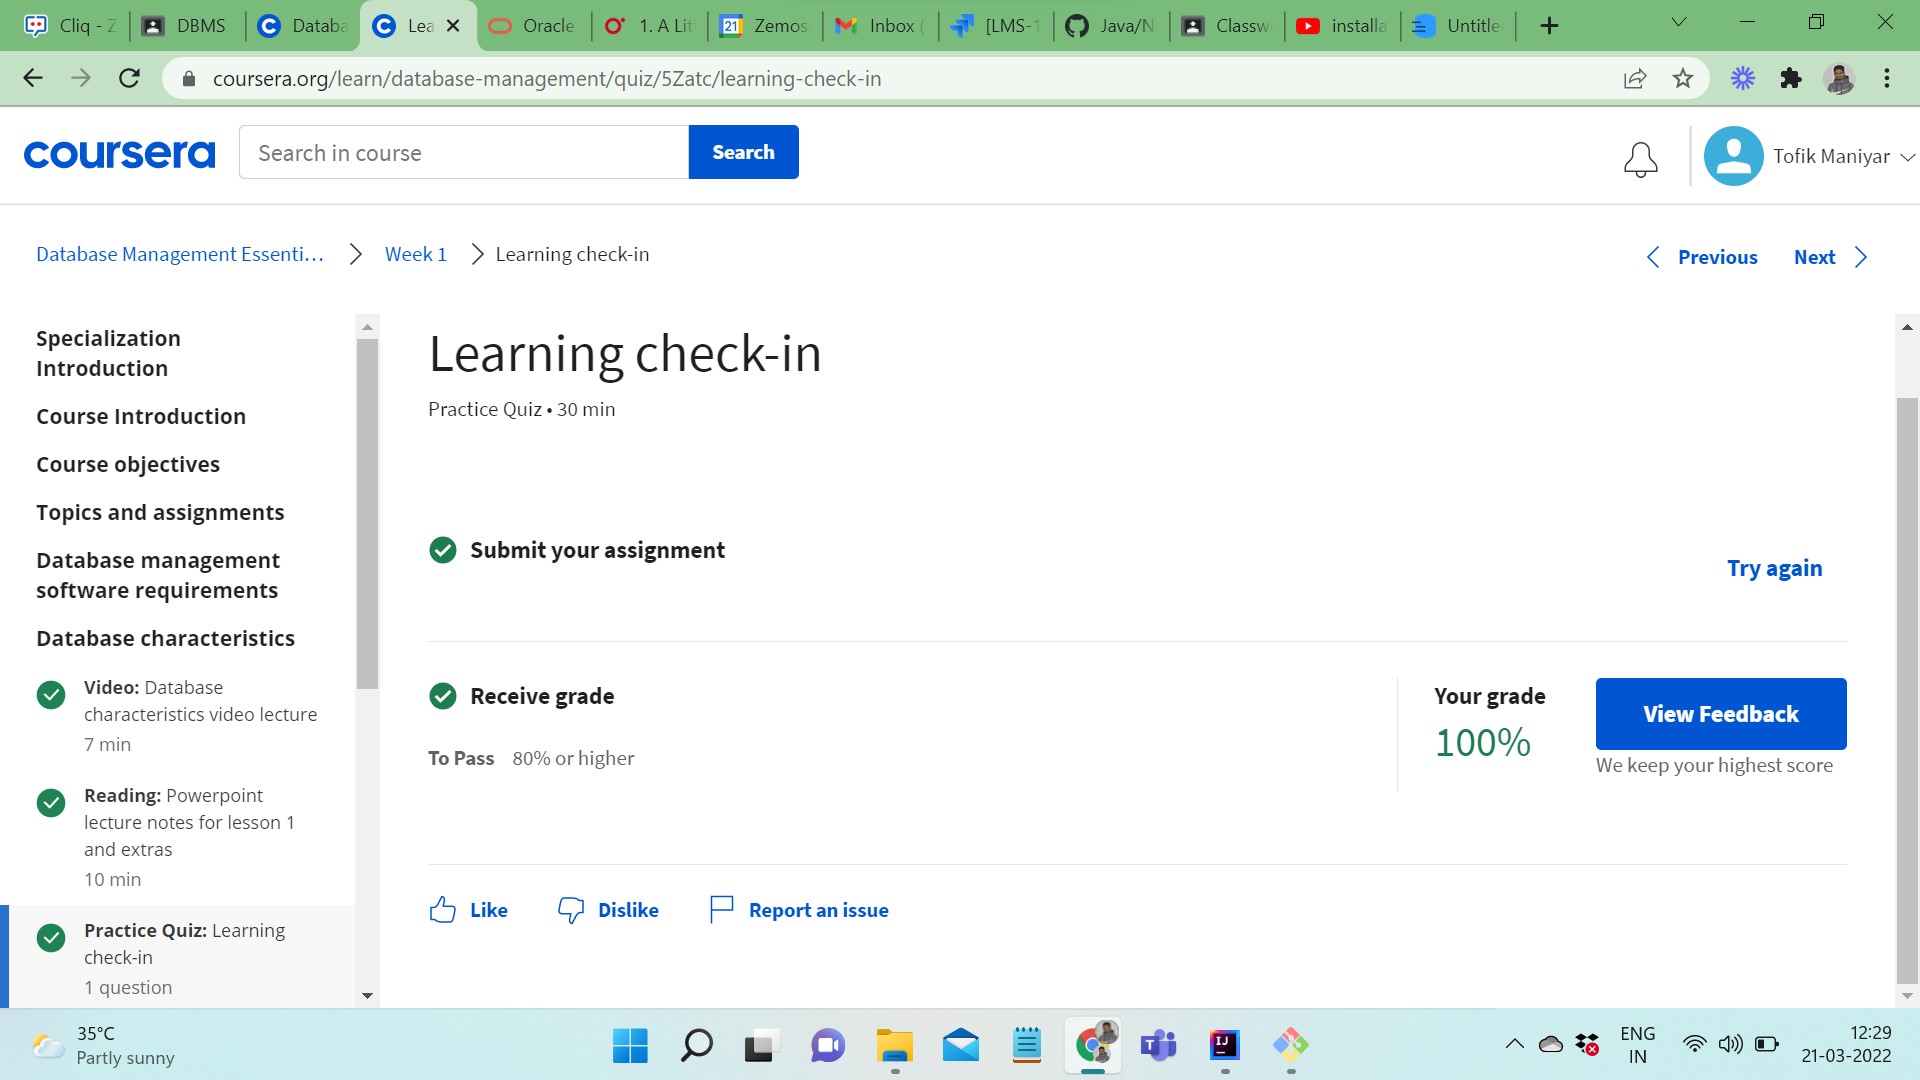 Cliq - Z
DBMS
Databa
Lea
Oracle
1. A Lit
21
Zemos
Inbox (
[LMS-1
Java/N
Classw
installa
Untitle
coursera.org/learn/database-management/quiz/5Zatc/learning-check-in
coursera
Search in course
Search
Tofik Maniyar
Database Management Essenti...
Week 1
Learning check-in
Previous
Next
Specialization
Introduction
Course Introduction
Course objectives
Topics and assignments
Database management
software requirements
Database characteristics
Video: Database
characteristics video lecture
7 min
Reading: Powerpoint
lecture notes for lesson 1
and extras
10 min
Practice Quiz: Learning
check-in
1 question
Learning check-in
Practice Quiz • 30 min
Submit your assignment
Try again
Receive grade
To Pass 80% or higher
Your grade
100%
View Feedback
We keep your highest score
Like
Dislike
Report an issue
35°C
Partly sunny
ENG
IN
12:29
21-03-2022